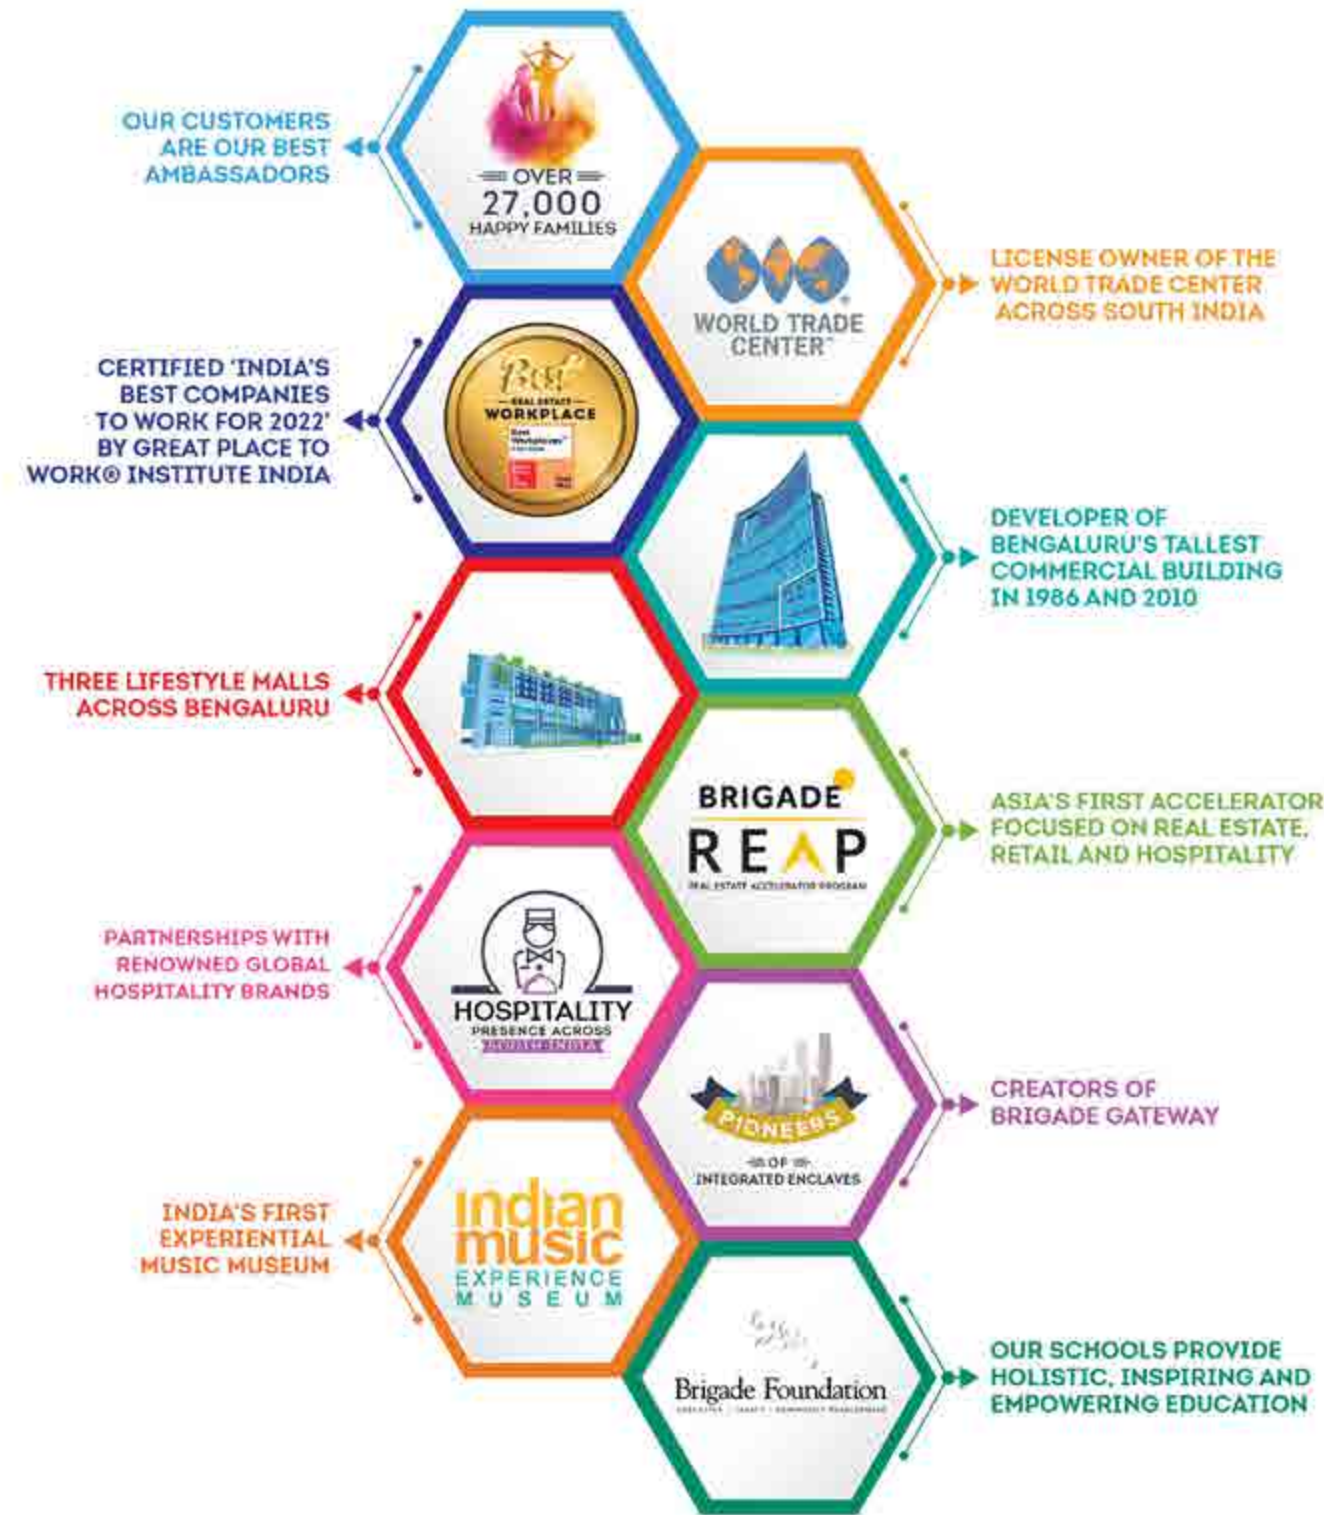 OUR CUSTOMERS
ARE OUR BEST
AMBASSADORS
OVER
27,000
HAPPY FAMILIES
LICENSE OWNER OF THE
WORLD TRADE CENTER
ACROSS SOUTH INDIA
WORLD TRADE
CENTER
CERTIFIED 'INDIA'S
BEST COMPANIES
TO WORK FOR 2022'
BY GREAT PLACE TO
WORK® INSTITUTE INDIA
Best
REAL ESTATE
WORKPLACE
Best
Workplaces™
DEVELOPER OF
BENGALURU'S TALLEST
COMMERCIAL BUILDING
IN 1986 AND 2010
THREE LIFESTYLE MALLS
ACROSS BENGALURU
BRIGADE
REAP
REAL ESTATE ACCELERATOR PROGRAM
ASIA'S FIRST ACCELERATOR
FOCUSED ON REAL ESTATE,
RETAIL AND HOSPITALITY
PARTNERSHIPS WITH
RENOWNED GLOBAL
HOSPITALITY BRANDS
HOSPITALITY
PRESENCE ACROSS
SOUTH INDIA
PIONEERS
OF
INTEGRATED ENCLAVES
CREATORS OF
BRIGADE GATEWAY
INDIA'S FIRST
EXPERIENTIAL
MUSIC MUSEUM
indian
music
EXPERIENCE
MUSEUM
Brigade Foundation
OUR SCHOOLS PROVIDE
HOLISTIC, INSPIRING AND
EMPOWERING EDUCATION